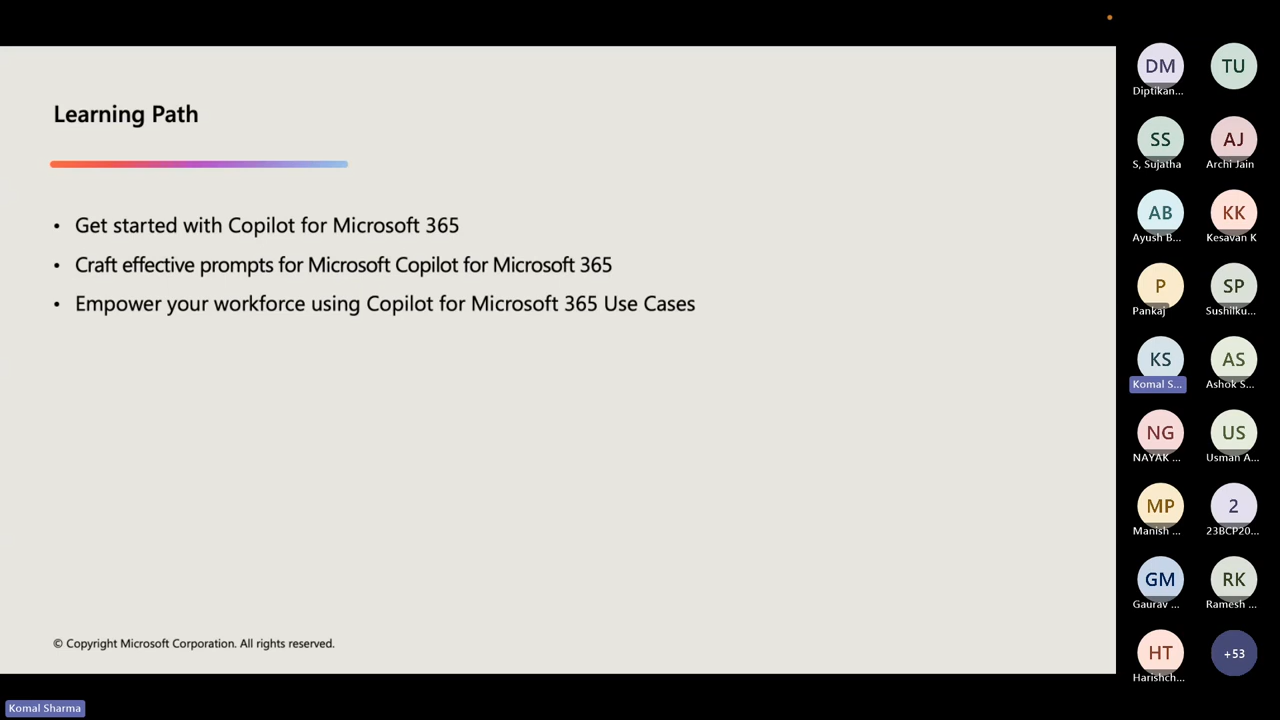 Learning Path
• Get started with Copilot for Microsoft 365
• Craft effective prompts for Microsoft Copilot for Microsoft 365
• Empower your workforce using Copilot for Microsoft 365 Use Cases
© Copyright Microsoft Corporation. All rights reserved.
Komal Sharma
DM
TU
Diptikan...
SS
AJ
S, Sujatha
Archi Jain
AB
KK
Ayush B...
Kesavan K
P
SP
Pankaj
Sushilku...
KS
AS
Komal S...
Ashok S...
NG
US
NAYAK ...
Usman A...
MP
2
Manish ...
23BCP20...
GM
RK
Gaurav ...
Ramesh ...
HT
+53
Harishch...